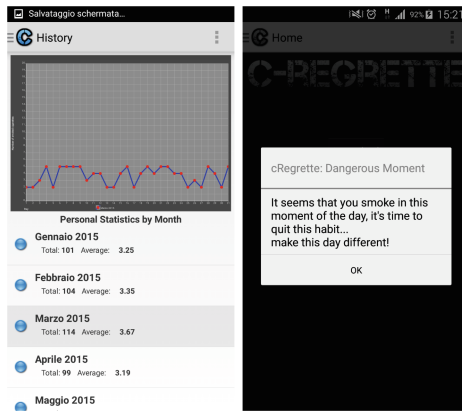 Salvataggio schermata…
History
Personal Statistics by Month
Gennaio 2015
Total: 101 Average: 3.25
Febbraio 2015
Total: 104 Average: 3.35
Marzo 2015
Total: 114 Average: 3.67
Aprile 2015
Total: 99 Average: 3.19
Maggio 2015
92% 15:21
Home
C-REGRETTE
cRegrette: Dangerous Moment
It seems that you smoke in this
moment of the day, it's time to
quit this habit...
make this day different!
OK